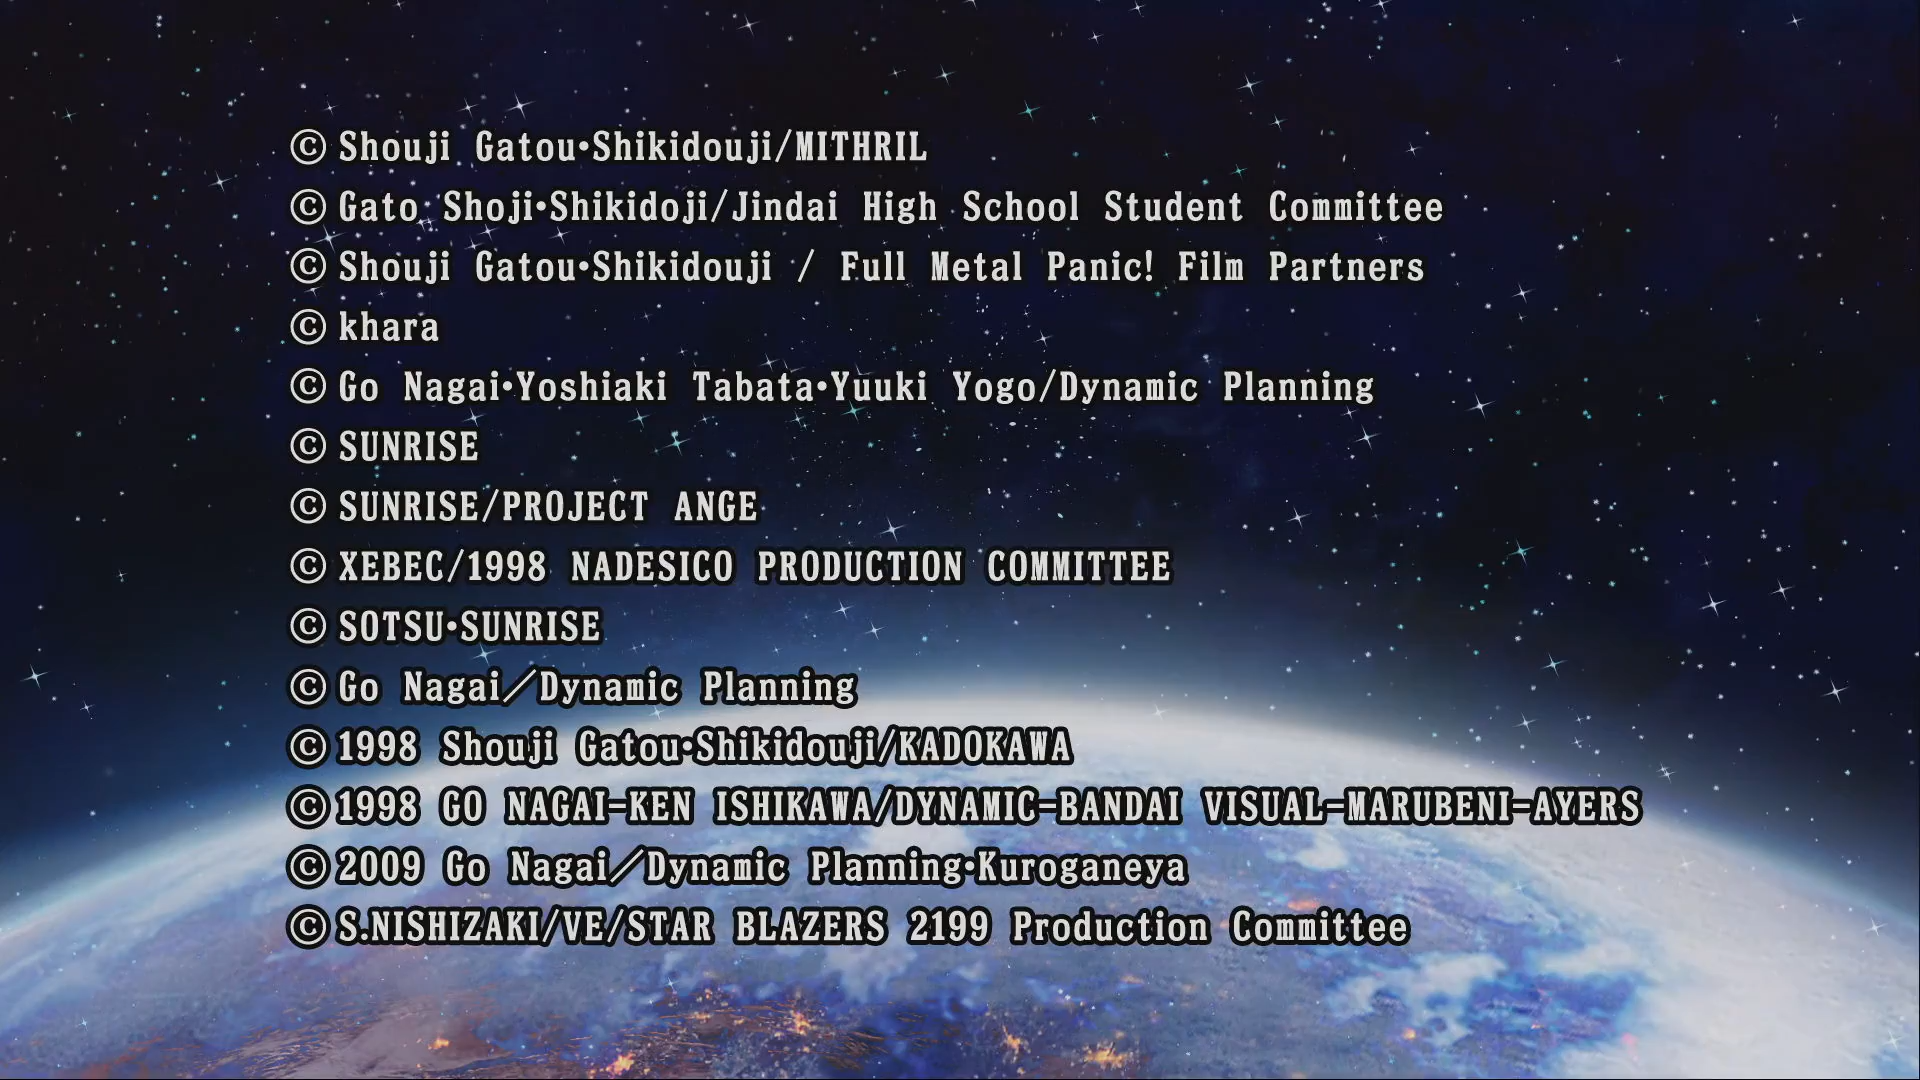 ©Shouji Gatou•Shikidouji/MITHRIL
©Gato Shoji•Shikidoji/Jindai High School Student Committee
©Shouji Gatou•Shikidouji / Full Metal Panic! Film Partners
©khara
©Go Nagai•Yoshiaki Tabata•Yuuki Yogo/Dynamic Planning
©SUNRISE
©SUNRISE/PROJECT ANGE
©XEBEC/1998 NADESICO PRODUCTION COMMITTEE
©SOTSU•SUNRISE
©Go Nagai／Dynamic Planning
©1998 Shouji Gatou•Shikidouji/KADOKAWA
©1998 GO NAGAI−KEN ISHIKAWA/DYNAMIC−BANDAI VISUAL−MARUBENI−AYERS
©2009 Go Nagai／Dynamic Planning•Kuroganeya
©S.NISHIZAKI/VE/STAR BLAZERS 2199 Production Committee